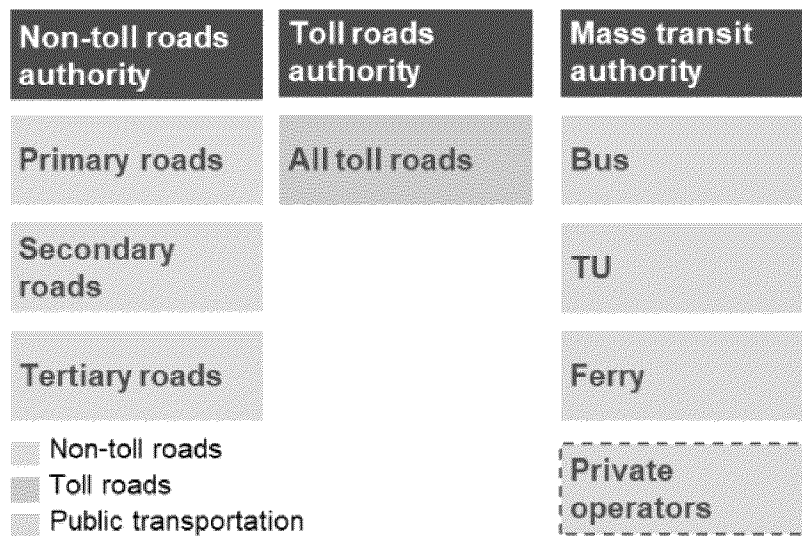 Non-toll roads
authority
Toll roads
authority
Mass transit
authority
Primary roads
All toll roads
Bus
Secondary
roads
TU
Tertiary roads
Ferry
Non-toll roads
Toll roads
Public transportation
Private
operators